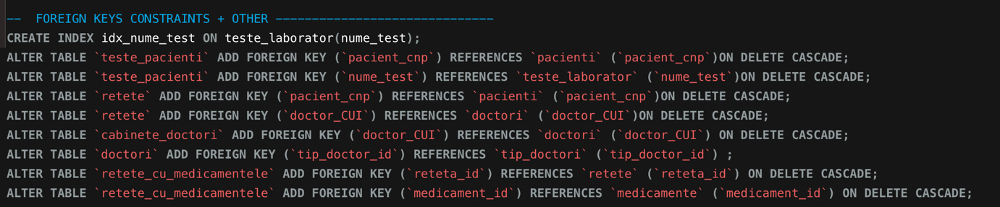 --  FOREIGN KEYS CONSTRAINTS + OTHER ------------------------------
CREATE INDEX idx_nume_test ON teste_laborator(nume_test);
ALTER TABLE `teste_pacienti` ADD FOREIGN KEY (`pacient_cnp`) REFERENCES `pacienti` (`pacient_cnp`)ON DELETE CASCADE;
ALTER TABLE `teste_pacienti` ADD FOREIGN KEY (`nume_test`) REFERENCES `teste_laborator` (`nume_test`)ON DELETE CASCADE;
ALTER TABLE `retete` ADD FOREIGN KEY (`pacient_cnp`) REFERENCES `pacienti` (`pacient_cnp`)ON DELETE CASCADE;
ALTER TABLE `retete` ADD FOREIGN KEY (`doctor_CUI`) REFERENCES `doctori` (`doctor_CUI`)ON DELETE CASCADE;
ALTER TABLE `cabinete_doctori` ADD FOREIGN KEY (`doctor_CUI`) REFERENCES `doctori` (`doctor_CUI`) ON DELETE CASCADE;
ALTER TABLE `doctori` ADD FOREIGN KEY (`tip_doctor_id`) REFERENCES `tip_doctori` (`tip_doctor_id`) ;
ALTER TABLE `retete_cu_medicamentele` ADD FOREIGN KEY (`reteta_id`) REFERENCES `retete` (`reteta_id`) ON DELETE CASCADE;
ALTER TABLE `retete_cu_medicamentele` ADD FOREIGN KEY (`medicament_id`) REFERENCES `medicamente` (`medicament_id`) ON DELETE CASCADE;